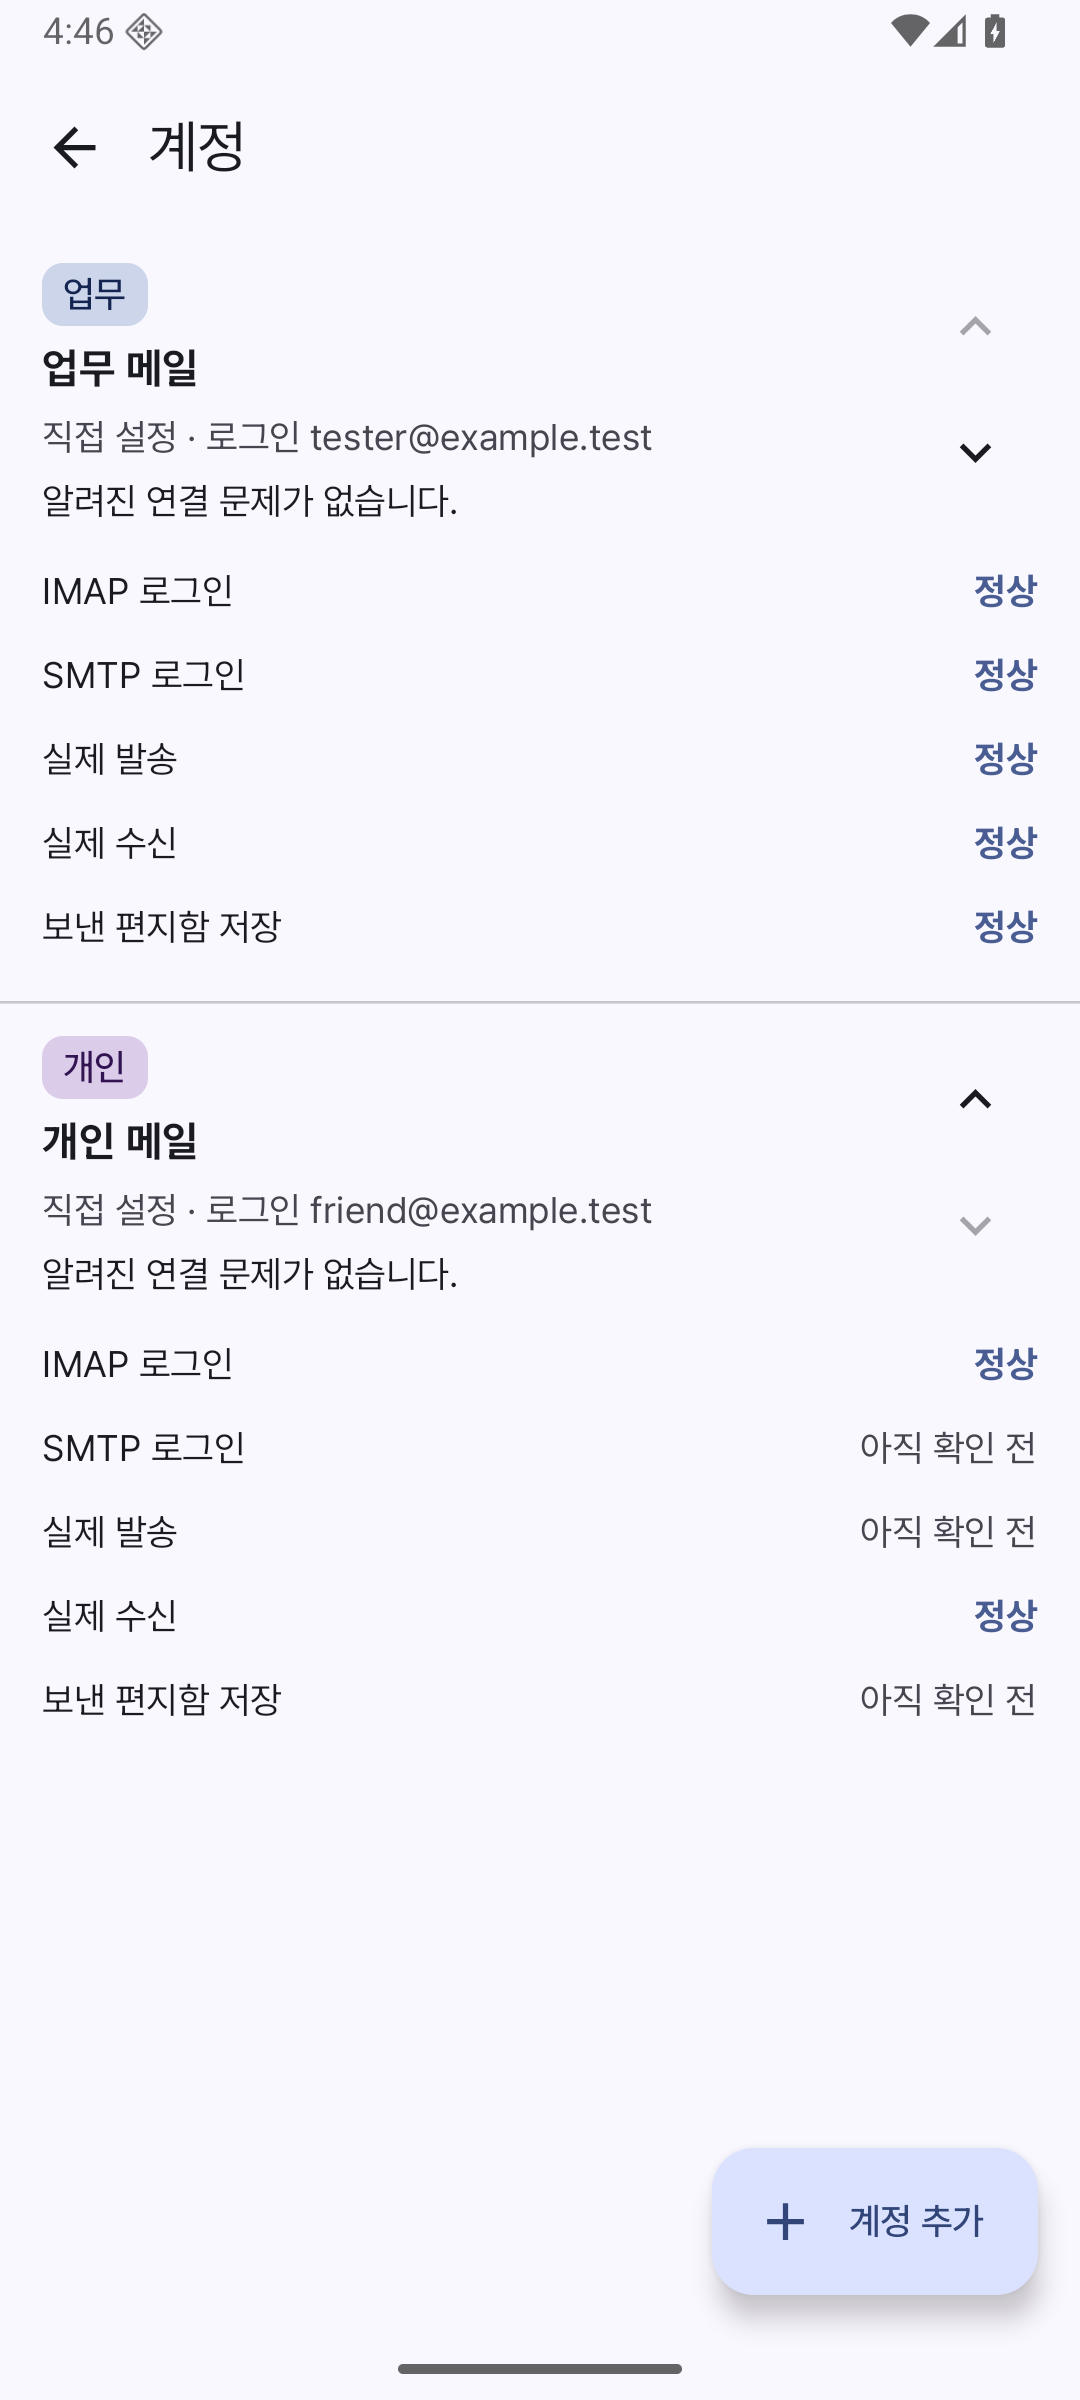 4:46
계정
업무
업무 메일
직접 설정 · 로그인 tester@example.test
알려진 연결 문제가 없습니다.
IMAP 로그인 정상
SMTP 로그인 정상
실제 발송 정상
실제 수신 정상
보낸 편지함 저장 정상
개인
개인 메일
직접 설정 · 로그인 friend@example.test
알려진 연결 문제가 없습니다.
IMAP 로그인 정상
SMTP 로그인 아직 확인 전
실제 발송 아직 확인 전
실제 수신 정상
보낸 편지함 저장 아직 확인 전
계정 추가